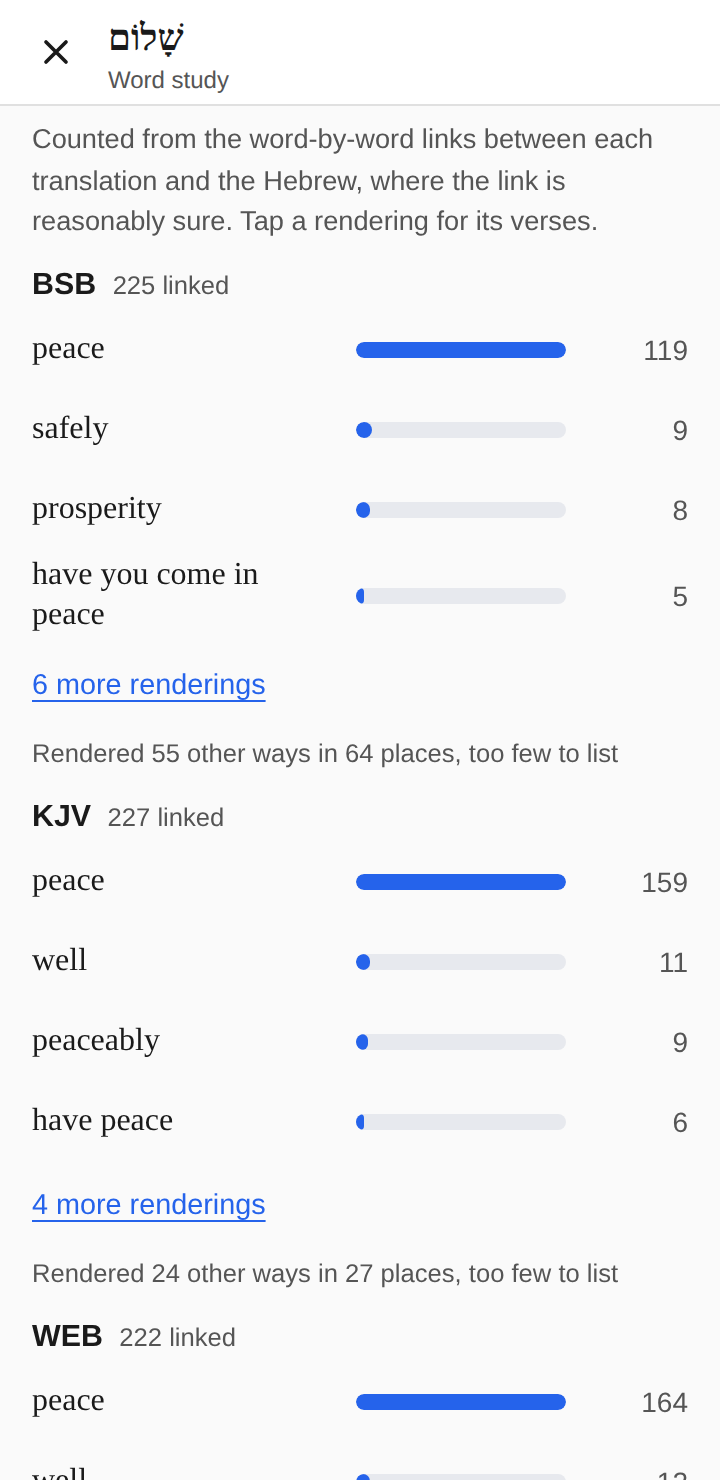 שָׁלוֹם
Word study
Counted from the word-by-word links between each
translation and the Hebrew, where the link is
reasonably sure. Tap a rendering for its verses.
BSB 225 linked
peace 119
safely 9
prosperity 8
have you come in
peace 5
6 more renderings
Rendered 55 other ways in 64 places, too few to list
KJV 227 linked
peace 159
well 11
peaceably 9
have peace 6
4 more renderings
Rendered 24 other ways in 27 places, too few to list
WEB 222 linked
peace 164
well